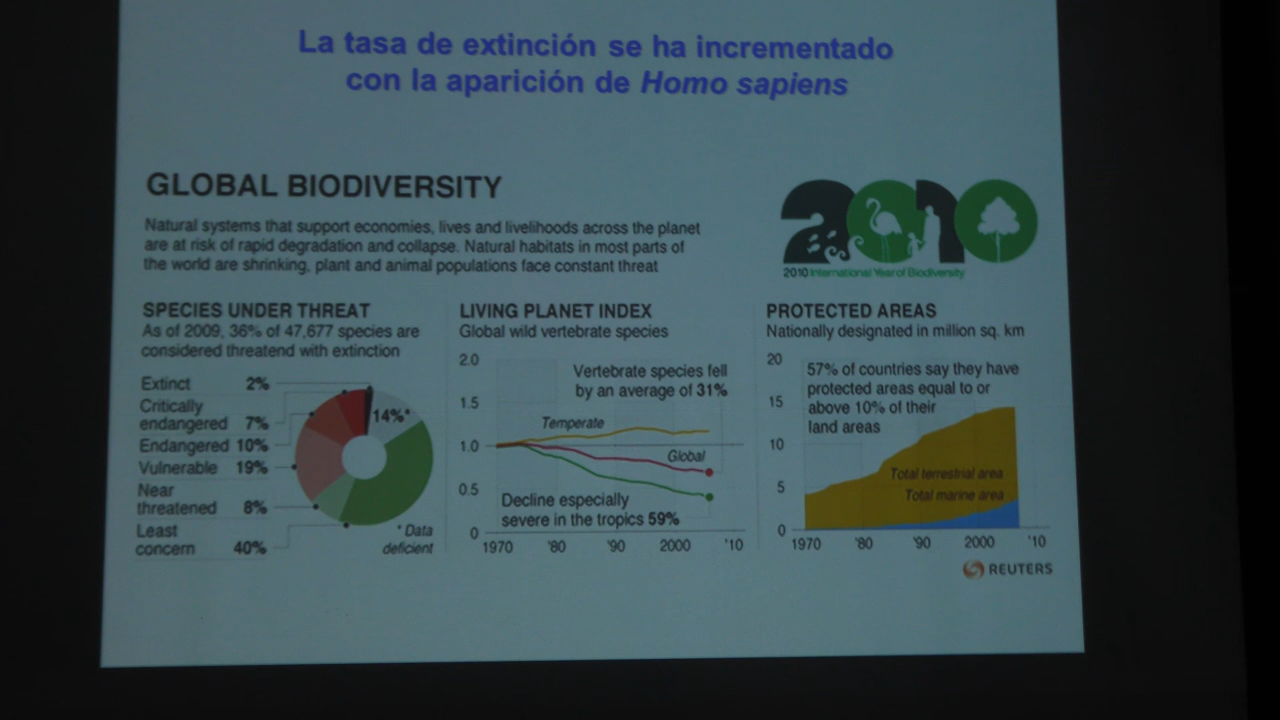 La tasa de extinción se ha incrementado
con la aparición de Homo sapiens
GLOBAL BIODIVERSITY
Natural systems that support economies, lives and livelihoods across the planet
are at risk of rapid degradation and collapse. Natural habitats in most parts of
the world are shrinking, plant and animal populations face constant threat
2010
2010 International Year of Biodiversity
SPECIES UNDER THREAT
As of 2009, 36% of 47,677 species are
considered threatend with extinction
Extinct 2%
Critically
endangered 7%
Endangered 10%
Vulnerable 19%
Near
threatened 8%
Least
concern 40%
14%*
* Data
deficient
LIVING PLANET INDEX
Global wild vertebrate species
2.0
1.5
1.0
0.5
0
Vertebrate species fell
by an average of 31%
Temperate
Global
Decline especially
severe in the tropics 59%
1970 '80 '90 2000 '10
PROTECTED AREAS
Nationally designated in million sq. km
20
15
10
5
0
57% of countries say they have
protected areas equal to or
above 10% of their
land areas
Total terrestrial area
Total marine area
1970 '80 '90 2000 '10
REUTERS